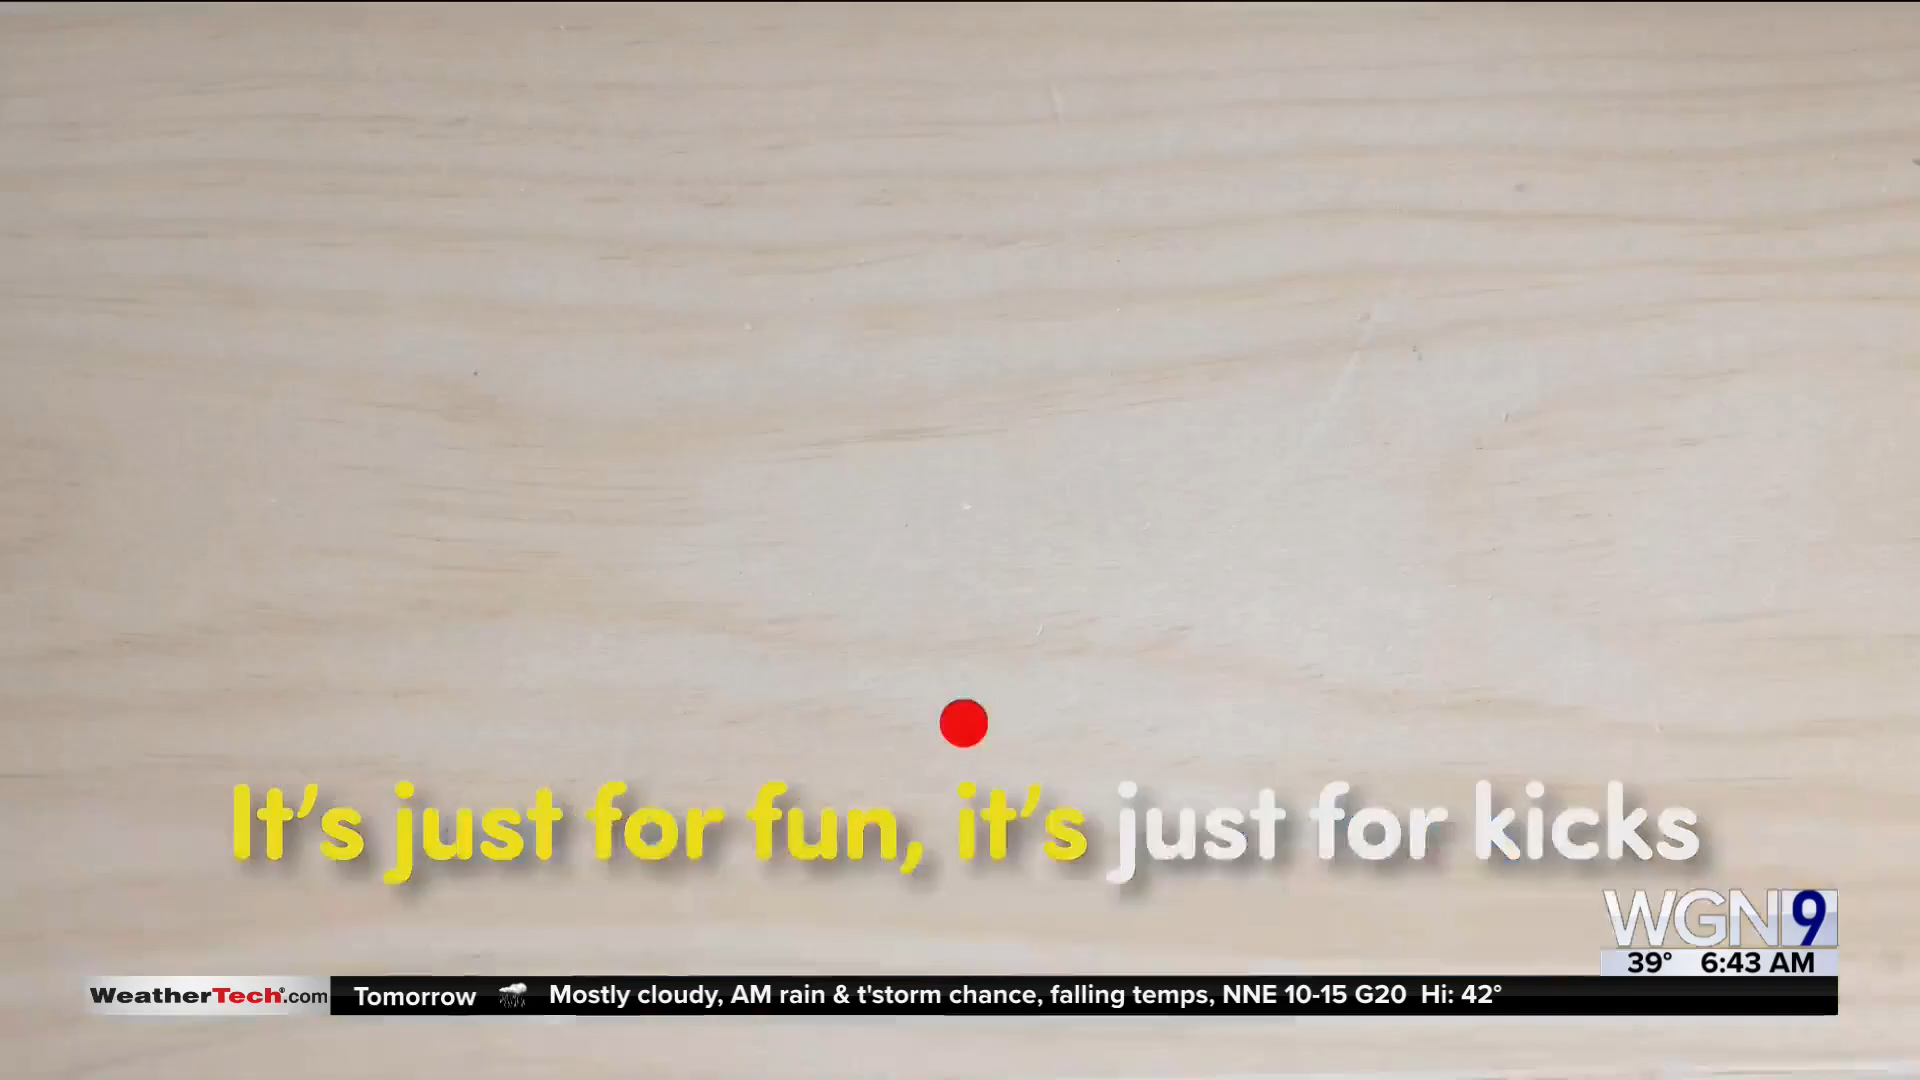 It's just for fun, it's just for kicks
WGN9
39° 6:43 AM
WeatherTech®.com Tomorrow Mostly cloudy, AM rain & t'storm chance, falling temps, NNE 10-15 G20 Hi: 42°